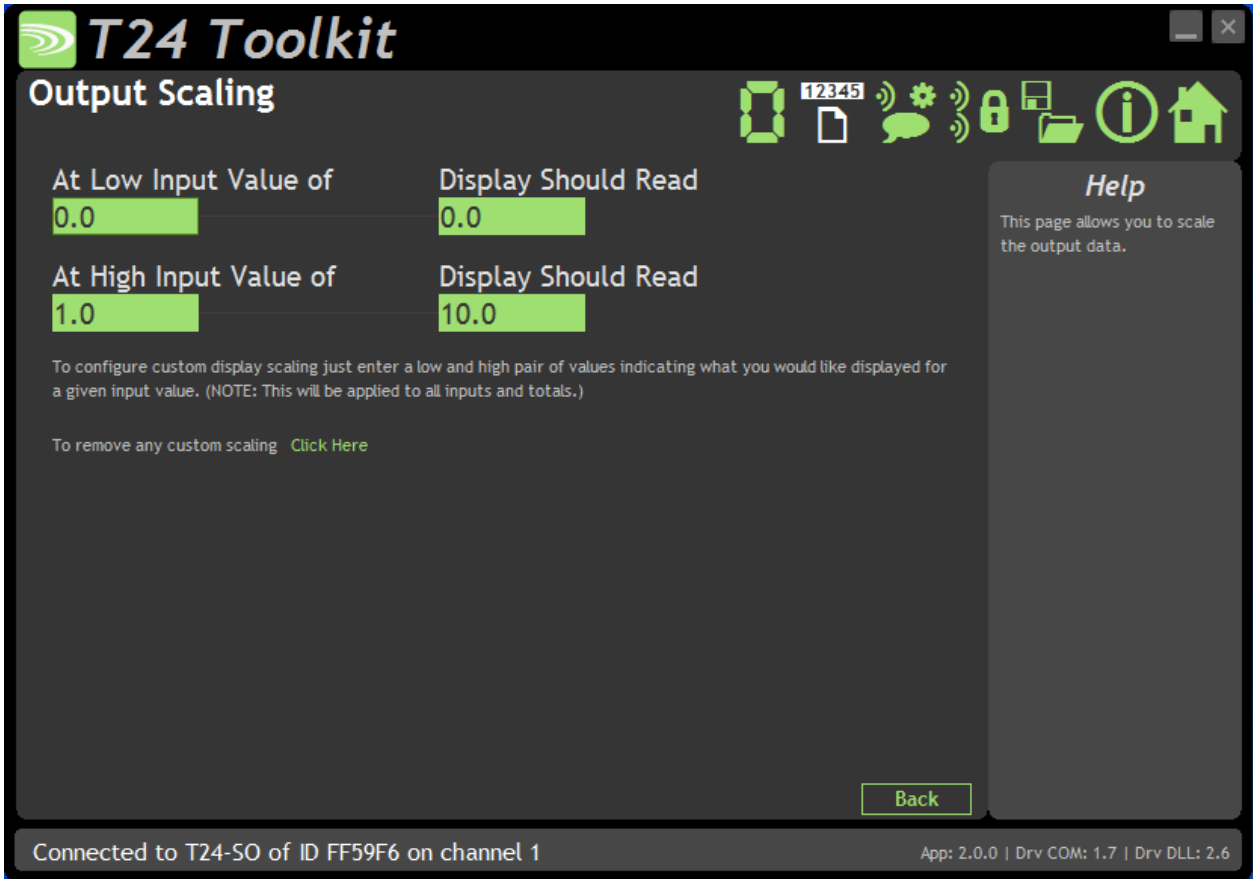 T24 Toolkit
Output Scaling
12345
At Low Input Value of
Display Should Read
0.0
0.0
At High Input Value of
Display Should Read
1.0
10.0
To configure custom display scaling just enter a low and high pair of values indicating what you would like displayed for
a given input value. (NOTE: This will be applied to all inputs and totals.)
To remove any custom scaling Click Here
Back
Help
This page allows you to scale
the output data.
Connected to T24-SO of ID FF59F6 on channel 1
App: 2.0.0 | Drv COM: 1.7 | Drv DLL: 2.6